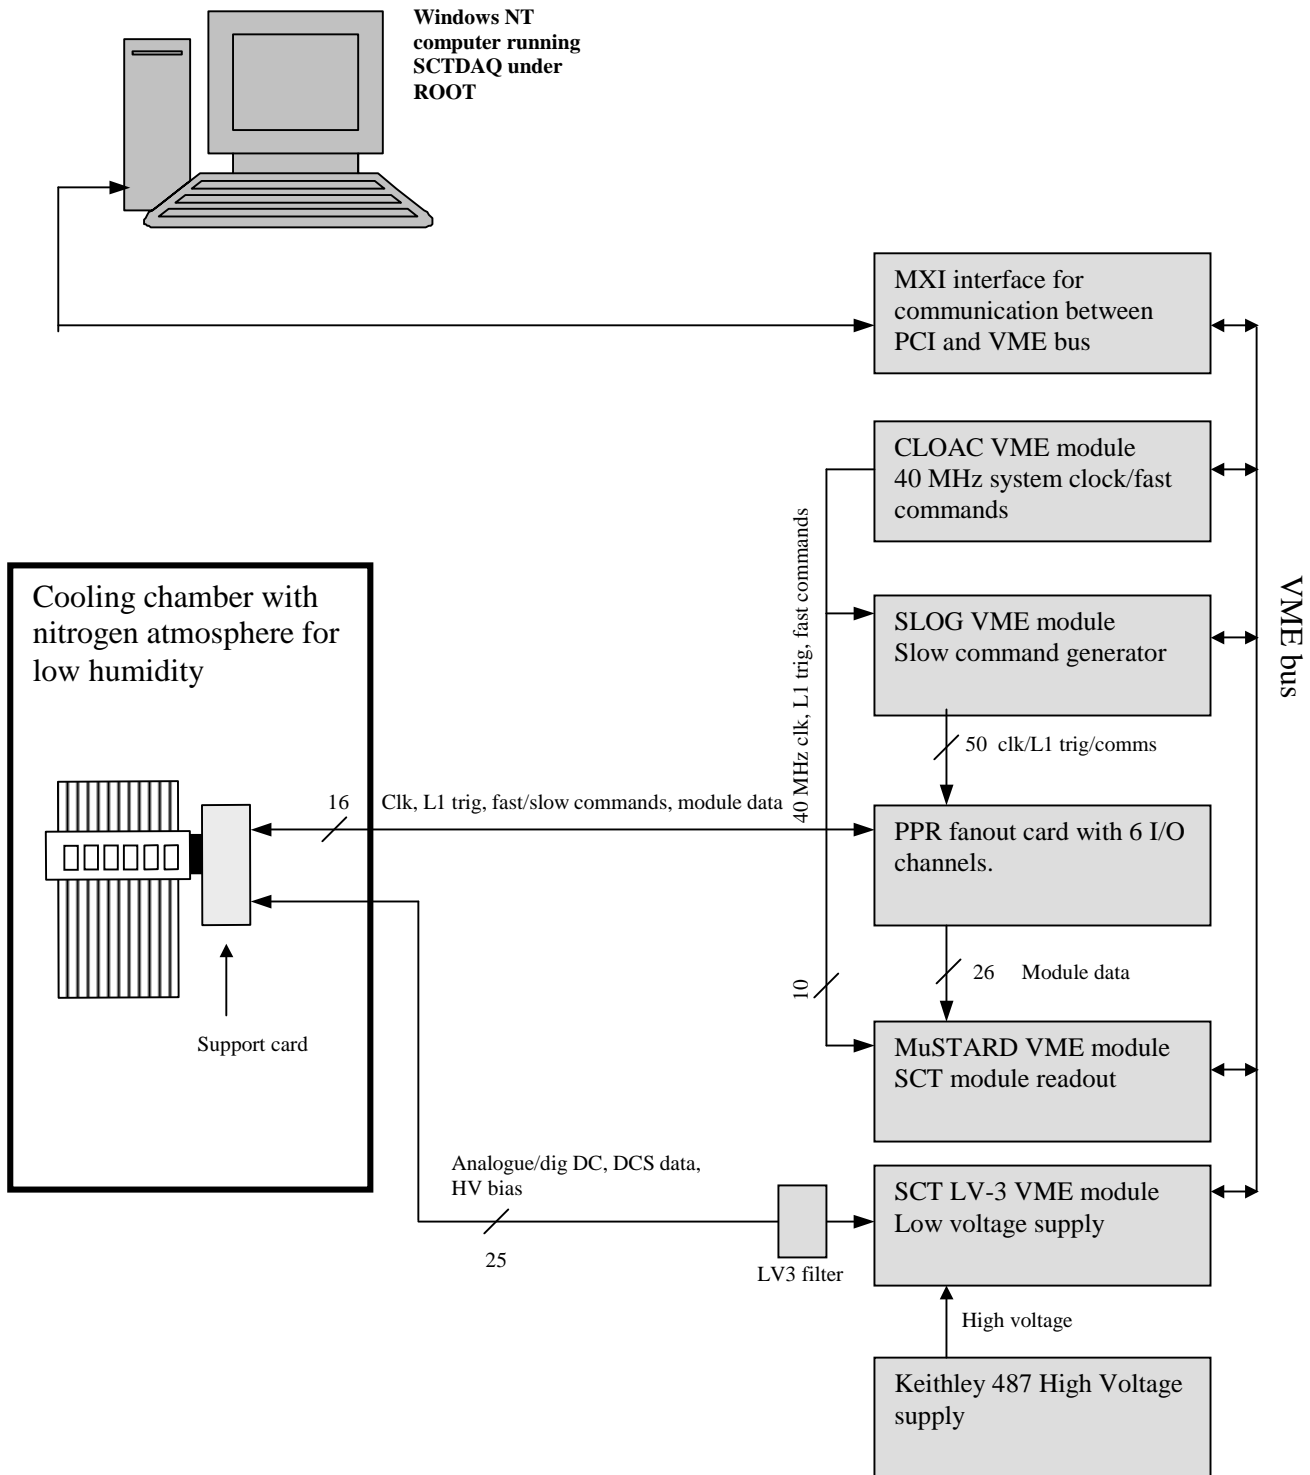 Windows NT
computer running
SCTDAQ under
ROOT
MXI interface for
communication between
PCI and VME bus
CLOAC VME module
40 MHz system clock/fast
commands
40 MHz clk, L1 trig, fast commands
VME bus
Cooling chamber with
nitrogen atmosphere for
low humidity
SLOG VME module
Slow command generator
50 clk/L1 trig/comms
16 Clk, L1 trig, fast/slow commands, module data
PPR fanout card with 6 I/O
channels.
10
26 Module data
Support card
MuSTARD VME module
SCT module readout
Analogue/dig DC, DCS data,
HV bias
25
LV3 filter
SCT LV-3 VME module
Low voltage supply
High voltage
Keithley 487 High Voltage
supply